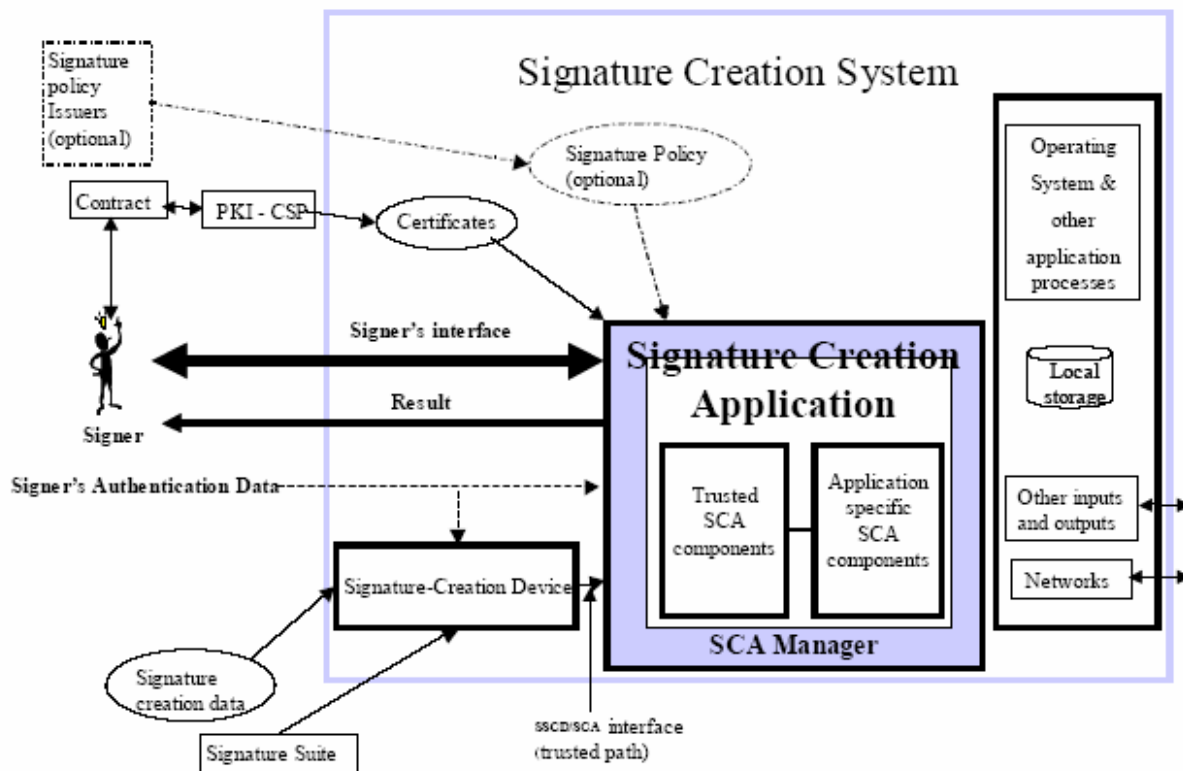 Signature
policy
Issuers
(optional)
Signature Creation System
Signature Policy
(optional)
Operating
System &
other
application
processes
Contract
PKI - CSP
Certificates
Signer's interface
Result
Signer
Signature Creation
Application
Local
storage
Signer's Authentication Data
Trusted
SCA
components
Application
specific
SCA
components
Other inputs
and outputs
Networks
Signature-Creation Device
SCA Manager
Signature
creation data
Signature Suite
SSCD/SCA interface
(trusted path)